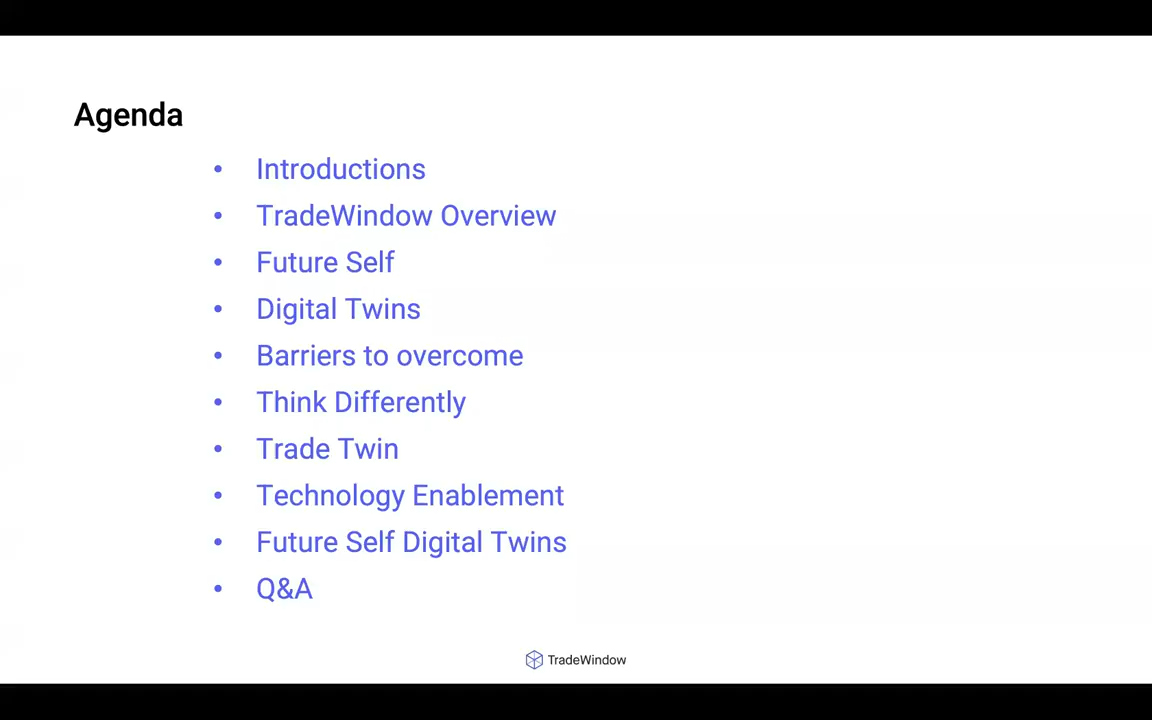 Agenda
• Introductions
• TradeWindow Overview
• Future Self
• Digital Twins
• Barriers to overcome
• Think Differently
• Trade Twin
• Technology Enablement
• Future Self Digital Twins
• Q&A
TradeWindow